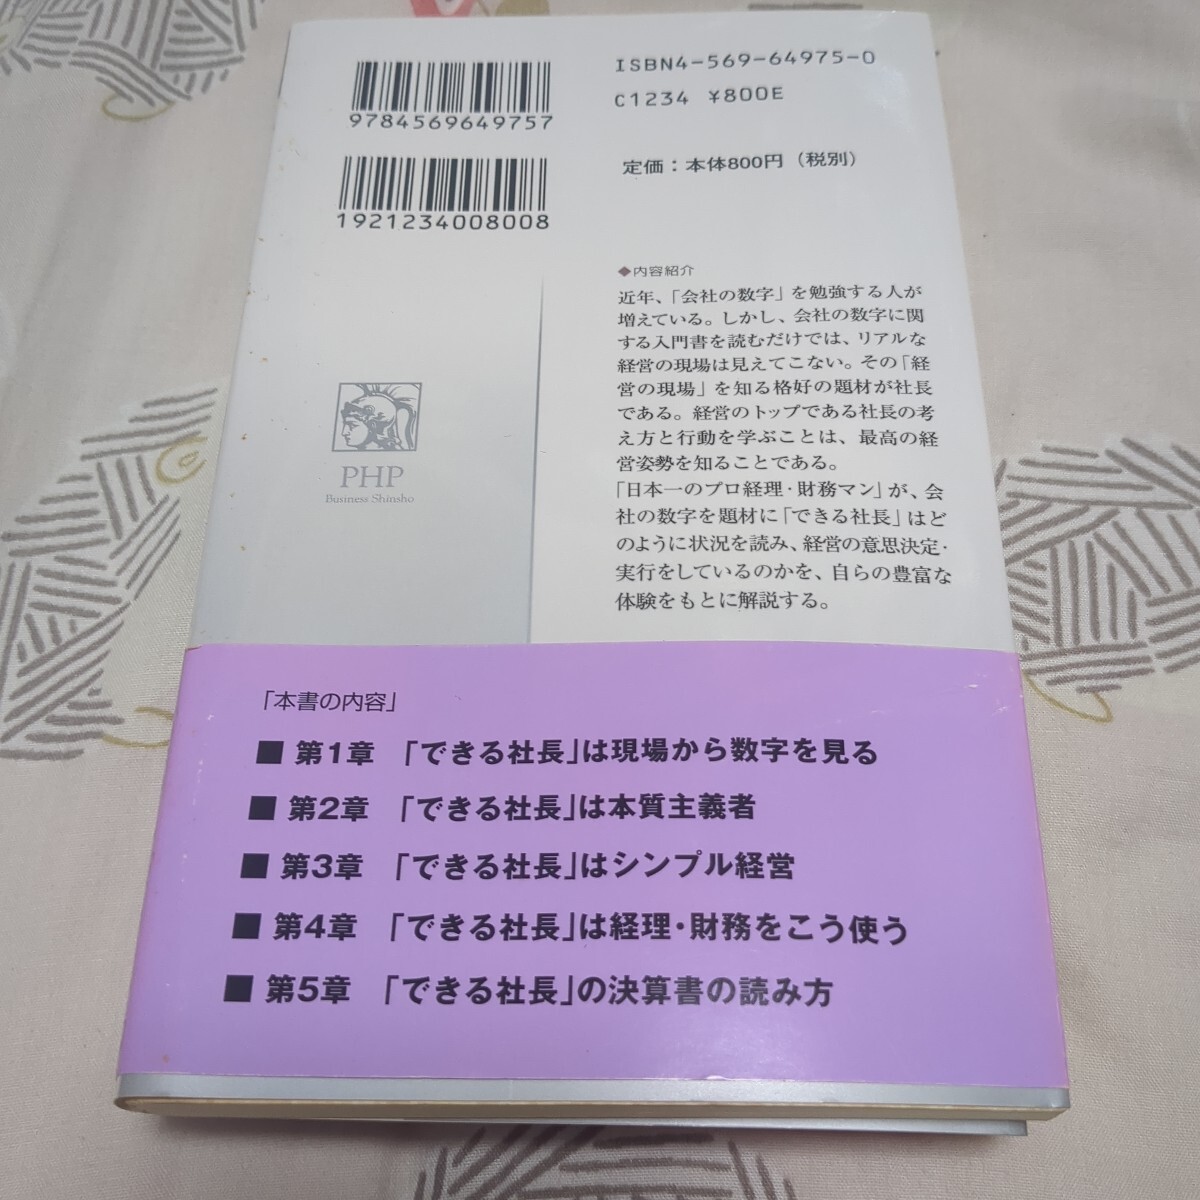 9784569649757
1921234008008
ISBN4-569-64975-0
C1234 ¥800E
定価：本体800円（税別）
◆内容紹介
近年、「会社の数字」を勉強する人が
増えている。しかし、会社の数字に関
する入門書を読むだけでは、リアルな
経営の現場は見えてこない。その「経
営の現場」を知る格好の題材が社長
である。経営のトップである社長の考
え方と行動を学ぶことは、最高の経
営姿勢を知ることである。
「日本一のプロ経理・財務マン」が、会
社の数字を題材に「できる社長」はど
のように状況を読み、経営の意思決定・
実行をしているのかを、自らの豊富な
体験をもとに解説する。
PHP
Business Shinsho
「本書の内容」
■ 第1章 「できる社長」は現場から数字を見る
■ 第2章 「できる社長」は本質主義者
■ 第3章 「できる社長」はシンプル経営
■ 第4章 「できる社長」は経理・財務をこう使う
■ 第5章 「できる社長」の決算書の読み方